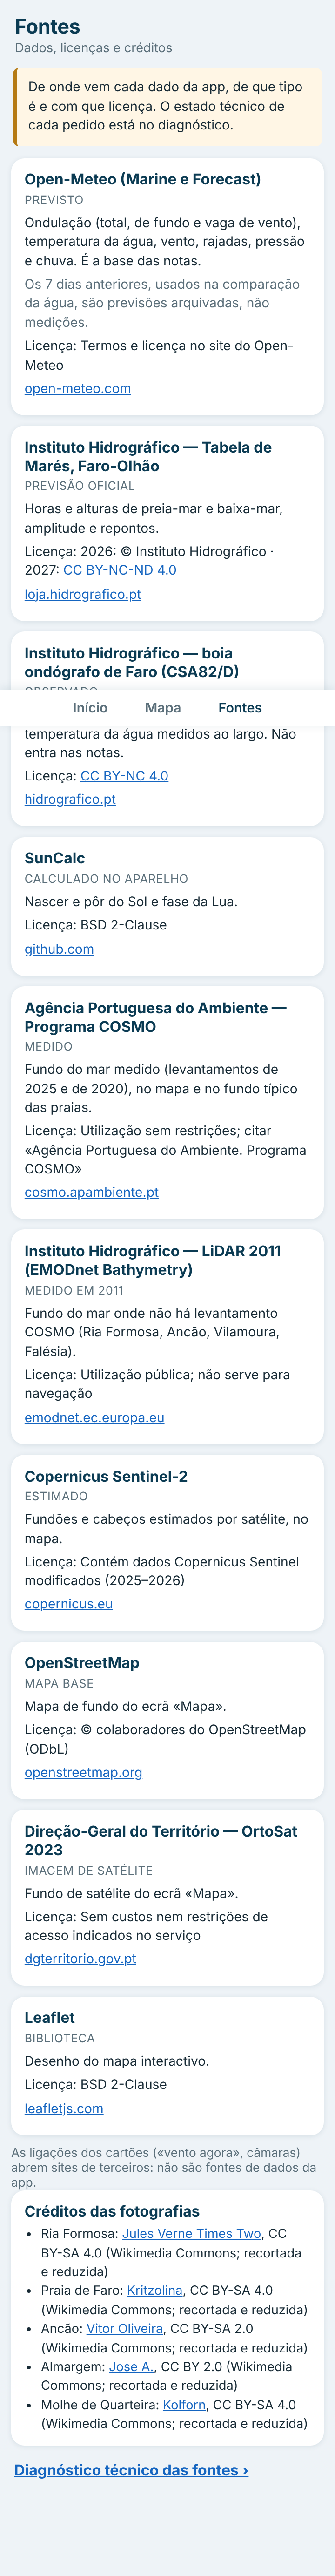 Fontes
Dados, licenças e créditos
De onde vem cada dado da app, de que tipo
é e com que licença. O estado técnico de
cada pedido está no diagnóstico.
Open-Meteo (Marine e Forecast)
PREVISTO
Ondulação (total, de fundo e vaga de vento),
temperatura da água, vento, rajadas, pressão
e chuva. É a base das notas.
Os 7 dias anteriores, usados na comparação
da água, são previsões arquivadas, não
medições.
Licença: Termos e licença no site do Open-
Meteo
open-meteo.com
Instituto Hidrográfico — Tabela de
Marés, Faro-Olhão
PREVISÃO OFICIAL
Horas e alturas de preia-mar e baixa-mar,
amplitude e repontos.
Licença: 2026: © Instituto Hidrográfico ·
2027: CC BY-NC-ND 4.0
loja.hidrografico.pt
Instituto Hidrográfico — boia
ondógrafo de Faro (CSA82/D)
Início Mapa Fontes
temperatura da água medidos ao largo. Não
entra nas notas.
Licença: CC BY-NC 4.0
hidrografico.pt
SunCalc
CALCULADO NO APARELHO
Nascer e pôr do Sol e fase da Lua.
Licença: BSD 2-Clause
github.com
Agência Portuguesa do Ambiente —
Programa COSMO
MEDIDO
Fundo do mar medido (levantamentos de
2025 e de 2020), no mapa e no fundo típico
das praias.
Licença: Utilização sem restrições; citar
«Agência Portuguesa do Ambiente. Programa
COSMO»
cosmo.apambiente.pt
Instituto Hidrográfico — LiDAR 2011
(EMODnet Bathymetry)
MEDIDO EM 2011
Fundo do mar onde não há levantamento
COSMO (Ria Formosa, Ancão, Vilamoura,
Falésia).
Licença: Utilização pública; não serve para
navegação
emodnet.ec.europa.eu
Copernicus Sentinel-2
ESTIMADO
Fundões e cabeços estimados por satélite, no
mapa.
Licença: Contém dados Copernicus Sentinel
modificados (2025–2026)
copernicus.eu
OpenStreetMap
MAPA BASE
Mapa de fundo do ecrã «Mapa».
Licença: © colaboradores do OpenStreetMap
(ODbL)
openstreetmap.org
Direção-Geral do Território — OrtoSat
2023
IMAGEM DE SATÉLITE
Fundo de satélite do ecrã «Mapa».
Licença: Sem custos nem restrições de
acesso indicados no serviço
dgterritorio.gov.pt
Leaflet
BIBLIOTECA
Desenho do mapa interactivo.
Licença: BSD 2-Clause
leafletjs.com
As ligações dos cartões («vento agora», câmaras)
abrem sites de terceiros: não são fontes de dados da
app.
Créditos das fotografias
• Ria Formosa: Jules Verne Times Two, CC
BY-SA 4.0 (Wikimedia Commons; recortada
e reduzida)
• Praia de Faro: Kritzolina, CC BY-SA 4.0
(Wikimedia Commons; recortada e reduzida)
• Ancão: Vitor Oliveira, CC BY-SA 2.0
(Wikimedia Commons; recortada e reduzida)
• Almargem: Jose A., CC BY 2.0 (Wikimedia
Commons; recortada e reduzida)
• Molhe de Quarteira: Kolforn, CC BY-SA 4.0
(Wikimedia Commons; recortada e reduzida)
Diagnóstico técnico das fontes ›